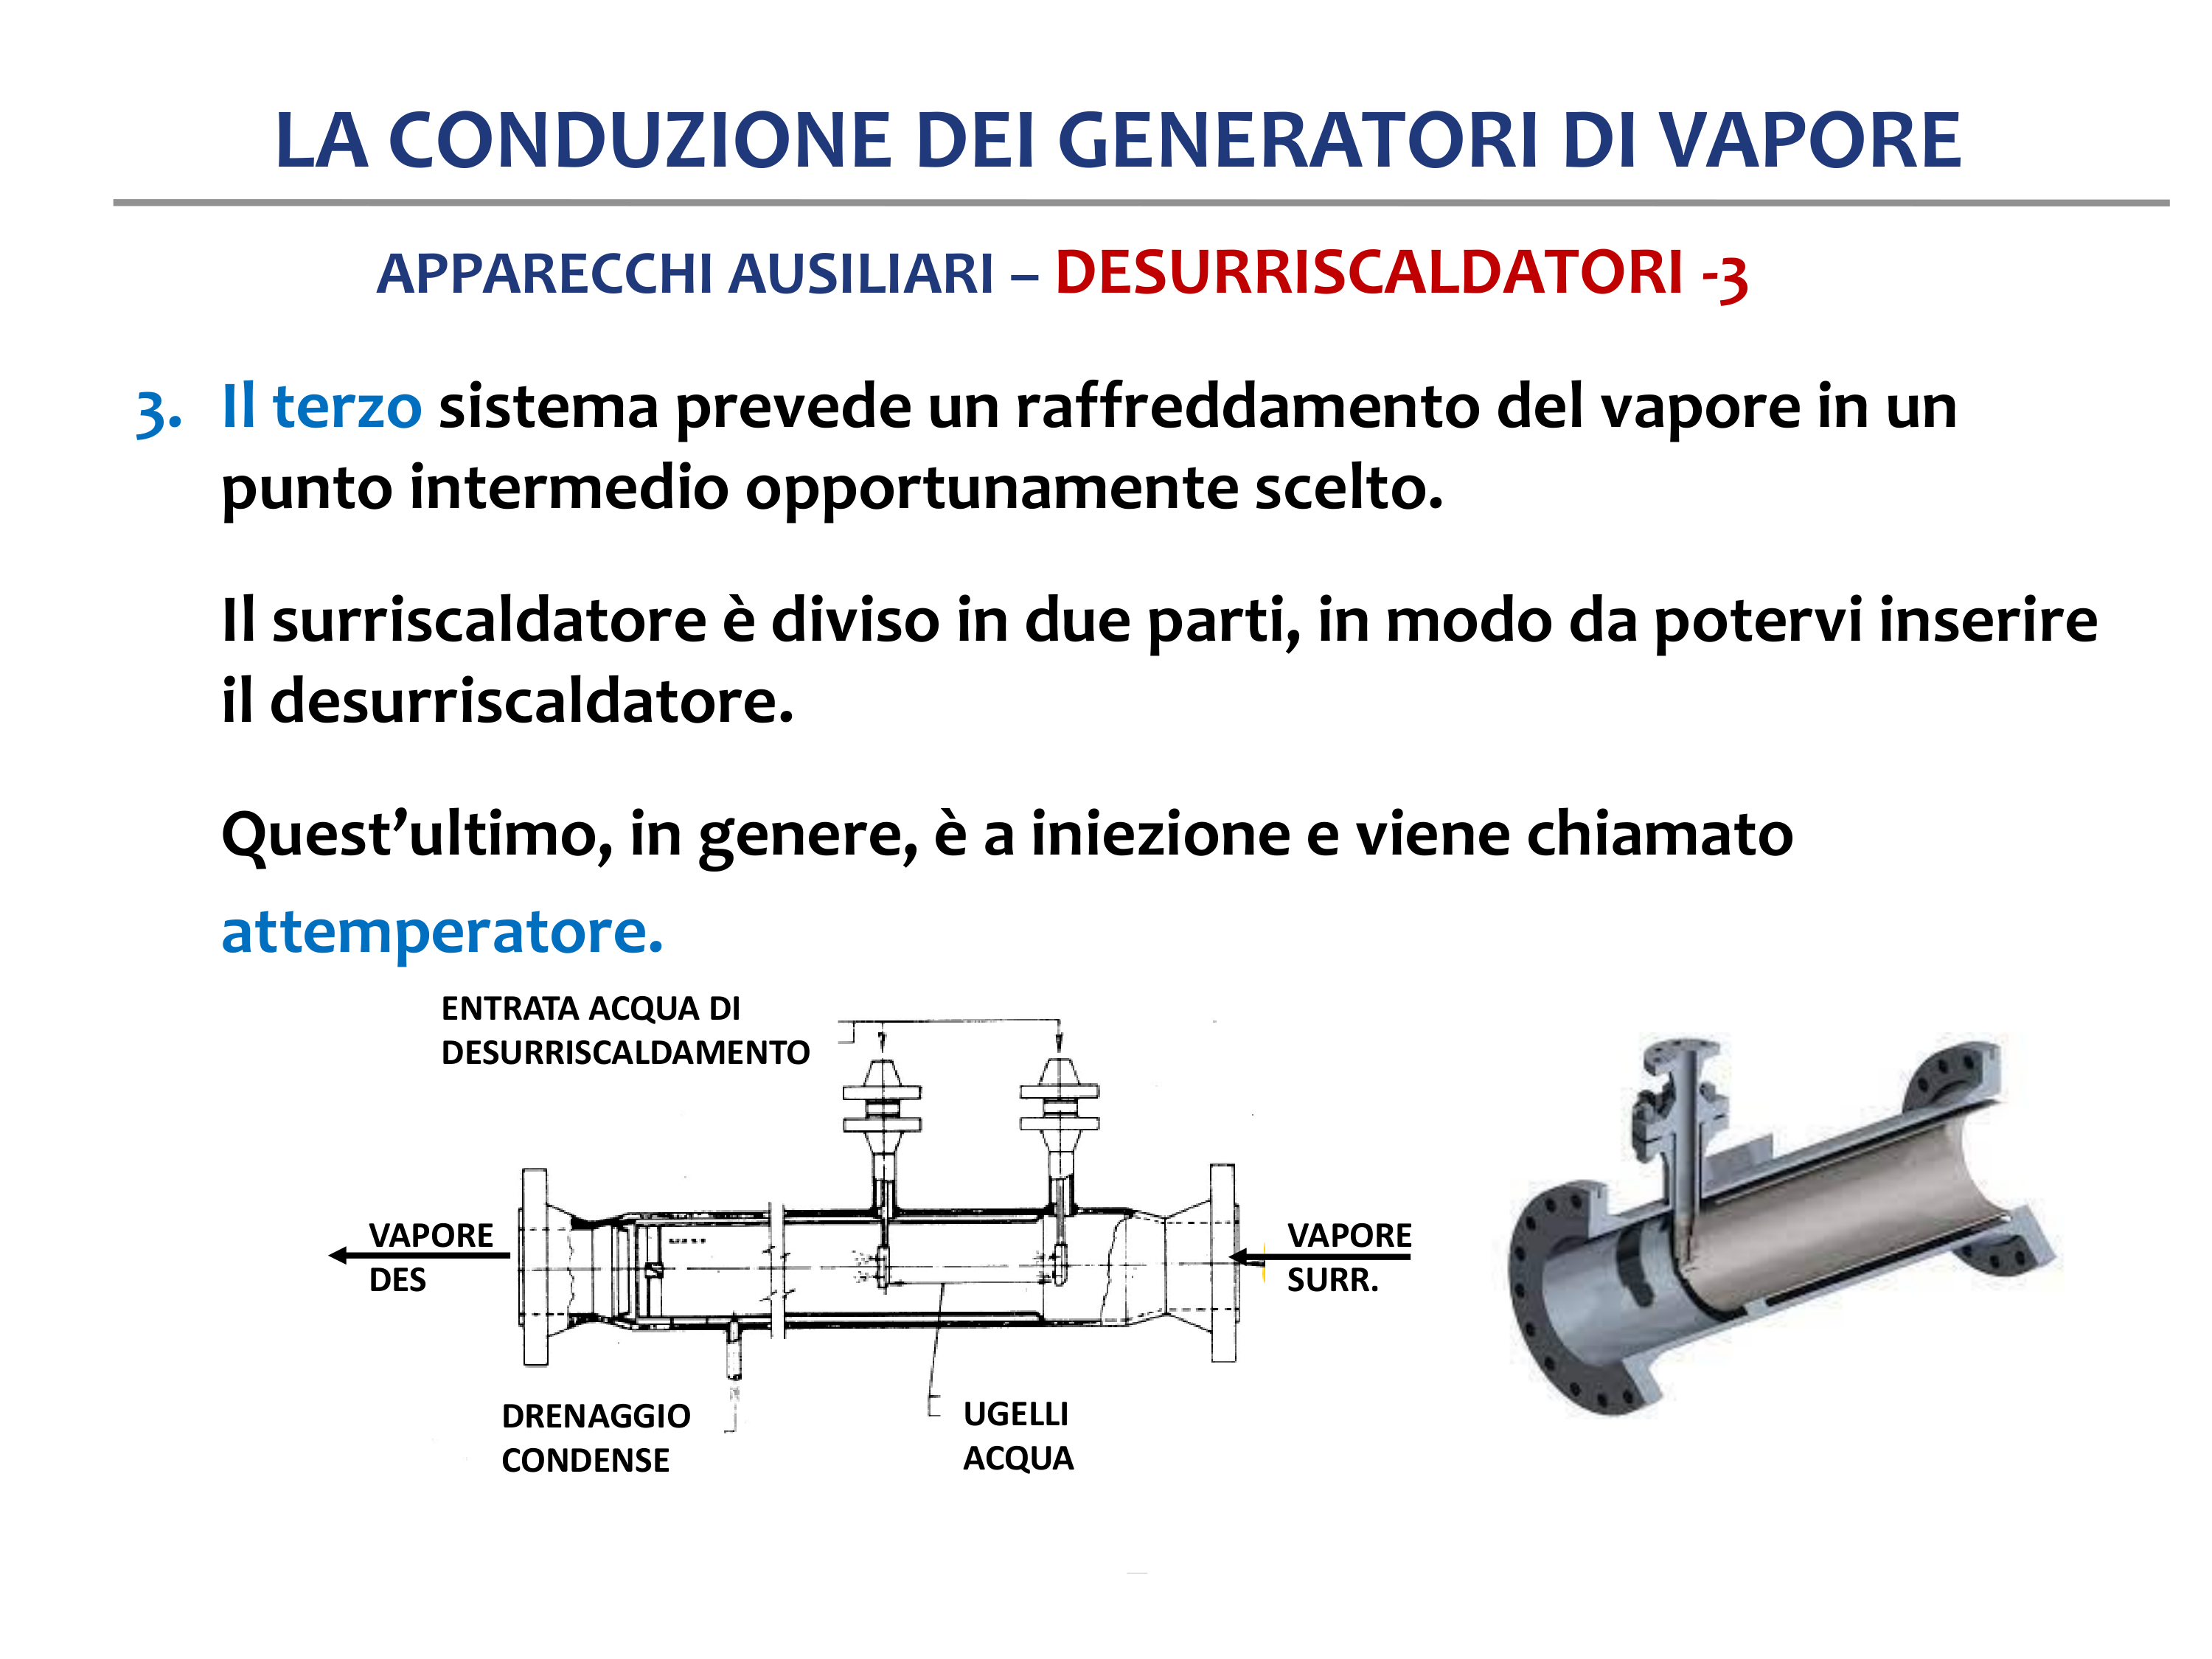 LA CONDUZIONE DEI GENERATORI DI VAPORE
APPARECCHI AUSILIARI – DESURRISCALDATORI -3
3. Il terzo sistema prevede un raffreddamento del vapore in un
punto intermedio opportunamente scelto.
Il surriscaldatore è diviso in due parti, in modo da potervi inserire
il desurriscaldatore.
Quest’ultimo, in genere, è a iniezione e viene chiamato
attemperatore.
ENTRATA ACQUA DI
DESURRISCALDAMENTO
VAPORE
DES
VAPORE
SURR.
DRENAGGIO
CONDENSE
UGELLI
ACQUA